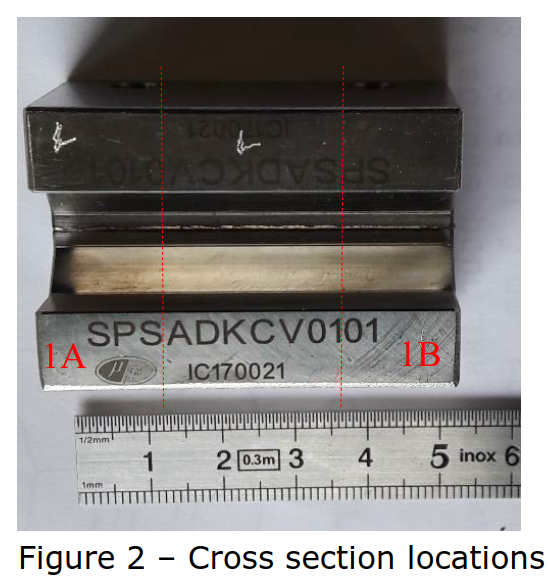 IC170021
SPSADKCV0101
SPSADKCV0101
1A
1B
μ
IC170021
1/2mm
1 2 0.3m 3 4 5 inox 6
1mm
Figure 2 – Cross section locations